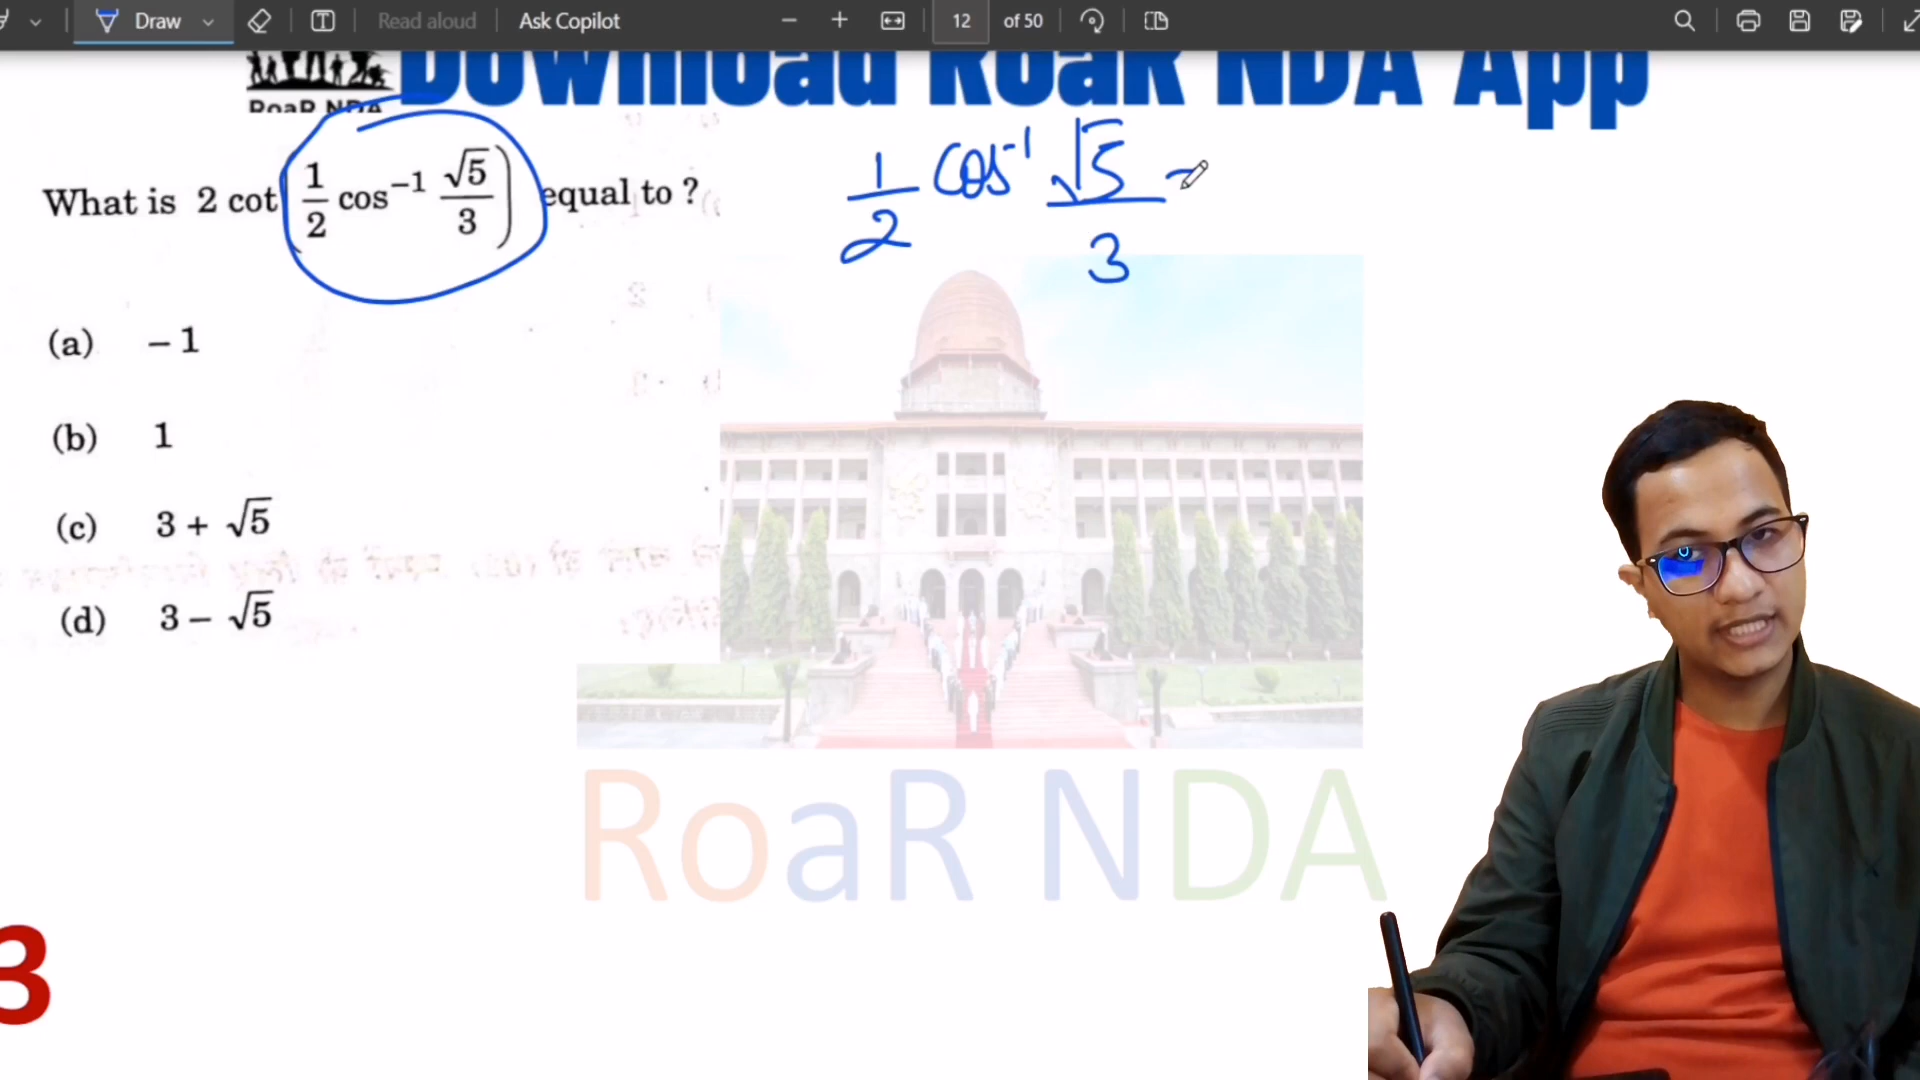 Draw Read aloud Ask Copilot 12 of 50
Download RoaR NDA App
RoaR NDA
What is 2 cot(1/2 cos⁻¹ √5/3) equal to ?
1/2 cos⁻¹ √5/3 =
(a) – 1
(b) 1
(c) 3 + √5
(d) 3 – √5
RoaR NDA
3